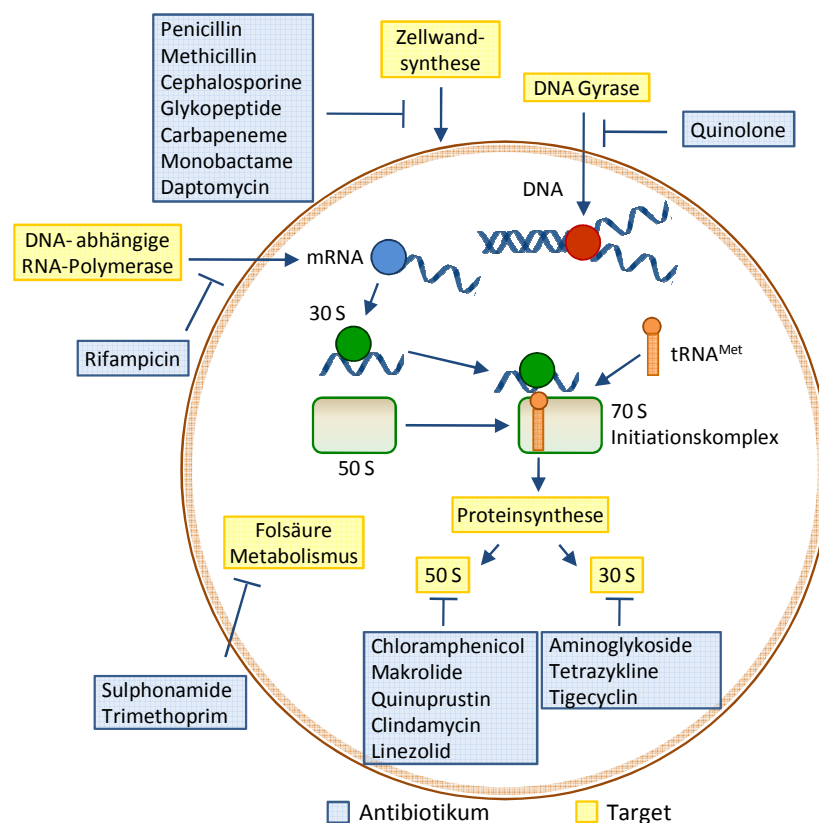 Penicillin
Methicillin
Cephalosporine
Glykopeptide
Carbapeneme
Monobactame
Daptomycin
Zellwand-
synthese
DNA Gyrase
Quinolone
DNA
DNA- abhängige
RNA-Polymerase
mRNA
Rifampicin
30 S
tRNAᴹᵉᵗ
70 S
Initiationskomplex
50 S
Proteinsynthese
Folsäure
Metabolismus
50 S
30 S
Chloramphenicol
Makrolide
Quinuprustin
Clindamycin
Linezolid
Aminoglykoside
Tetrazykline
Tigecyclin
Sulphonamide
Trimethoprim
Antibiotikum
Target